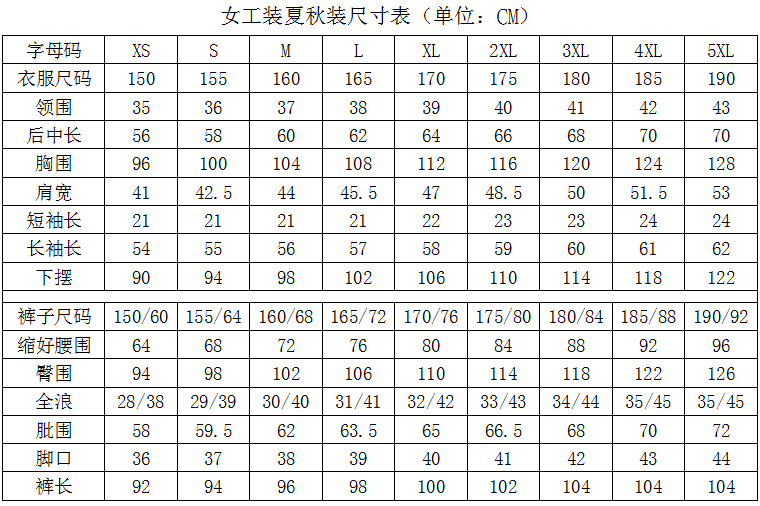 女工装夏秋装尺寸表（单位：CM）
字母码 XS S M L XL 2XL 3XL 4XL 5XL
衣服尺码 150 155 160 165 170 175 180 185 190
领围 35 36 37 38 39 40 41 42 43
后中长 56 58 60 62 64 66 68 70 70
胸围 96 100 104 108 112 116 120 124 128
肩宽 41 42.5 44 45.5 47 48.5 50 51.5 53
短袖长 21 21 21 21 22 23 23 24 24
长袖长 54 55 56 57 58 59 60 61 62
下摆 90 94 98 102 106 110 114 118 122
裤子尺码 150/60 155/64 160/68 165/72 170/76 175/80 180/84 185/88 190/92
缩好腰围 64 68 72 76 80 84 88 92 96
臀围 94 98 102 106 110 114 118 122 126
全浪 28/38 29/39 30/40 31/41 32/42 33/43 34/44 35/45 35/45
肶围 58 59.5 62 63.5 65 66.5 68 70 72
脚口 36 37 38 39 40 41 42 43 44
裤长 92 94 96 98 100 102 104 104 104